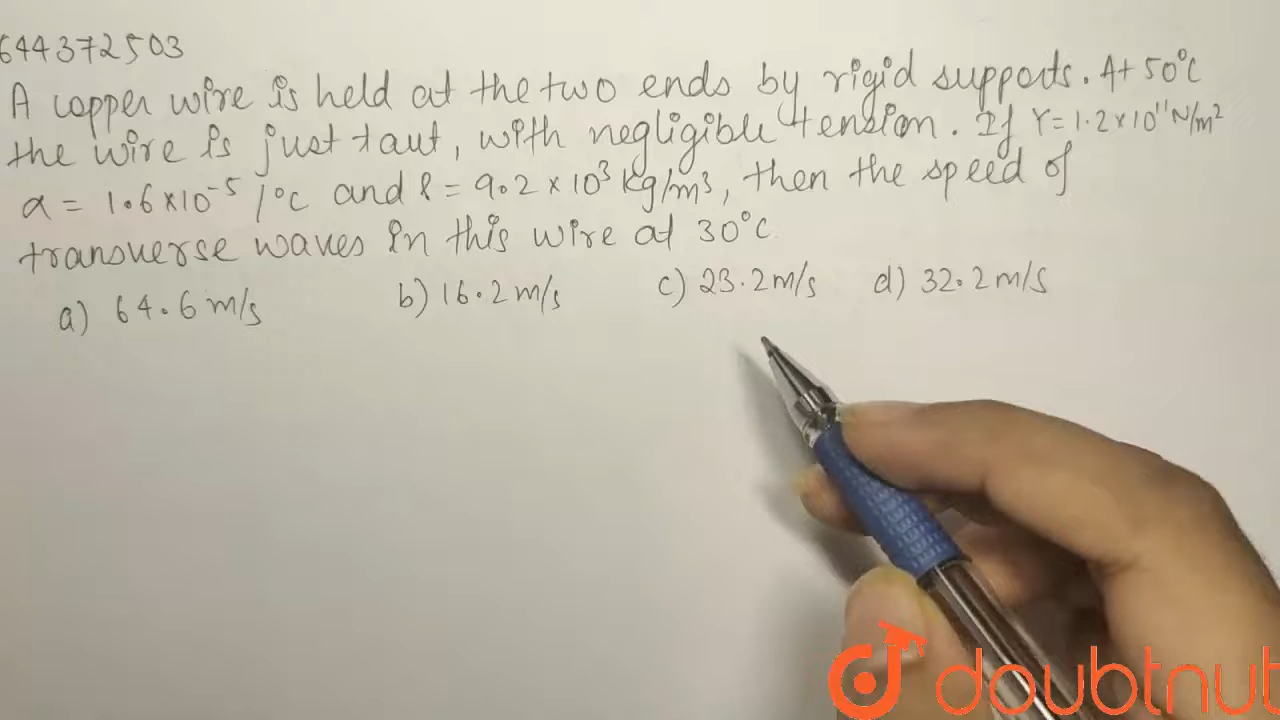 644372503
A copper wire is held at the two ends by rigid supports. At 50°C
the wire is just taut, with negligible tension. If Y = 1.2×10¹¹ N/m²
α = 1.6×10⁻⁵ /°C and ρ = 9.2 × 10³ kg/m³, then the speed of
transverse waves in this wire at 30°C
a) 64.6 m/s b) 16.2 m/s c) 23.2 m/s d) 32.2 m/s
doubtnut